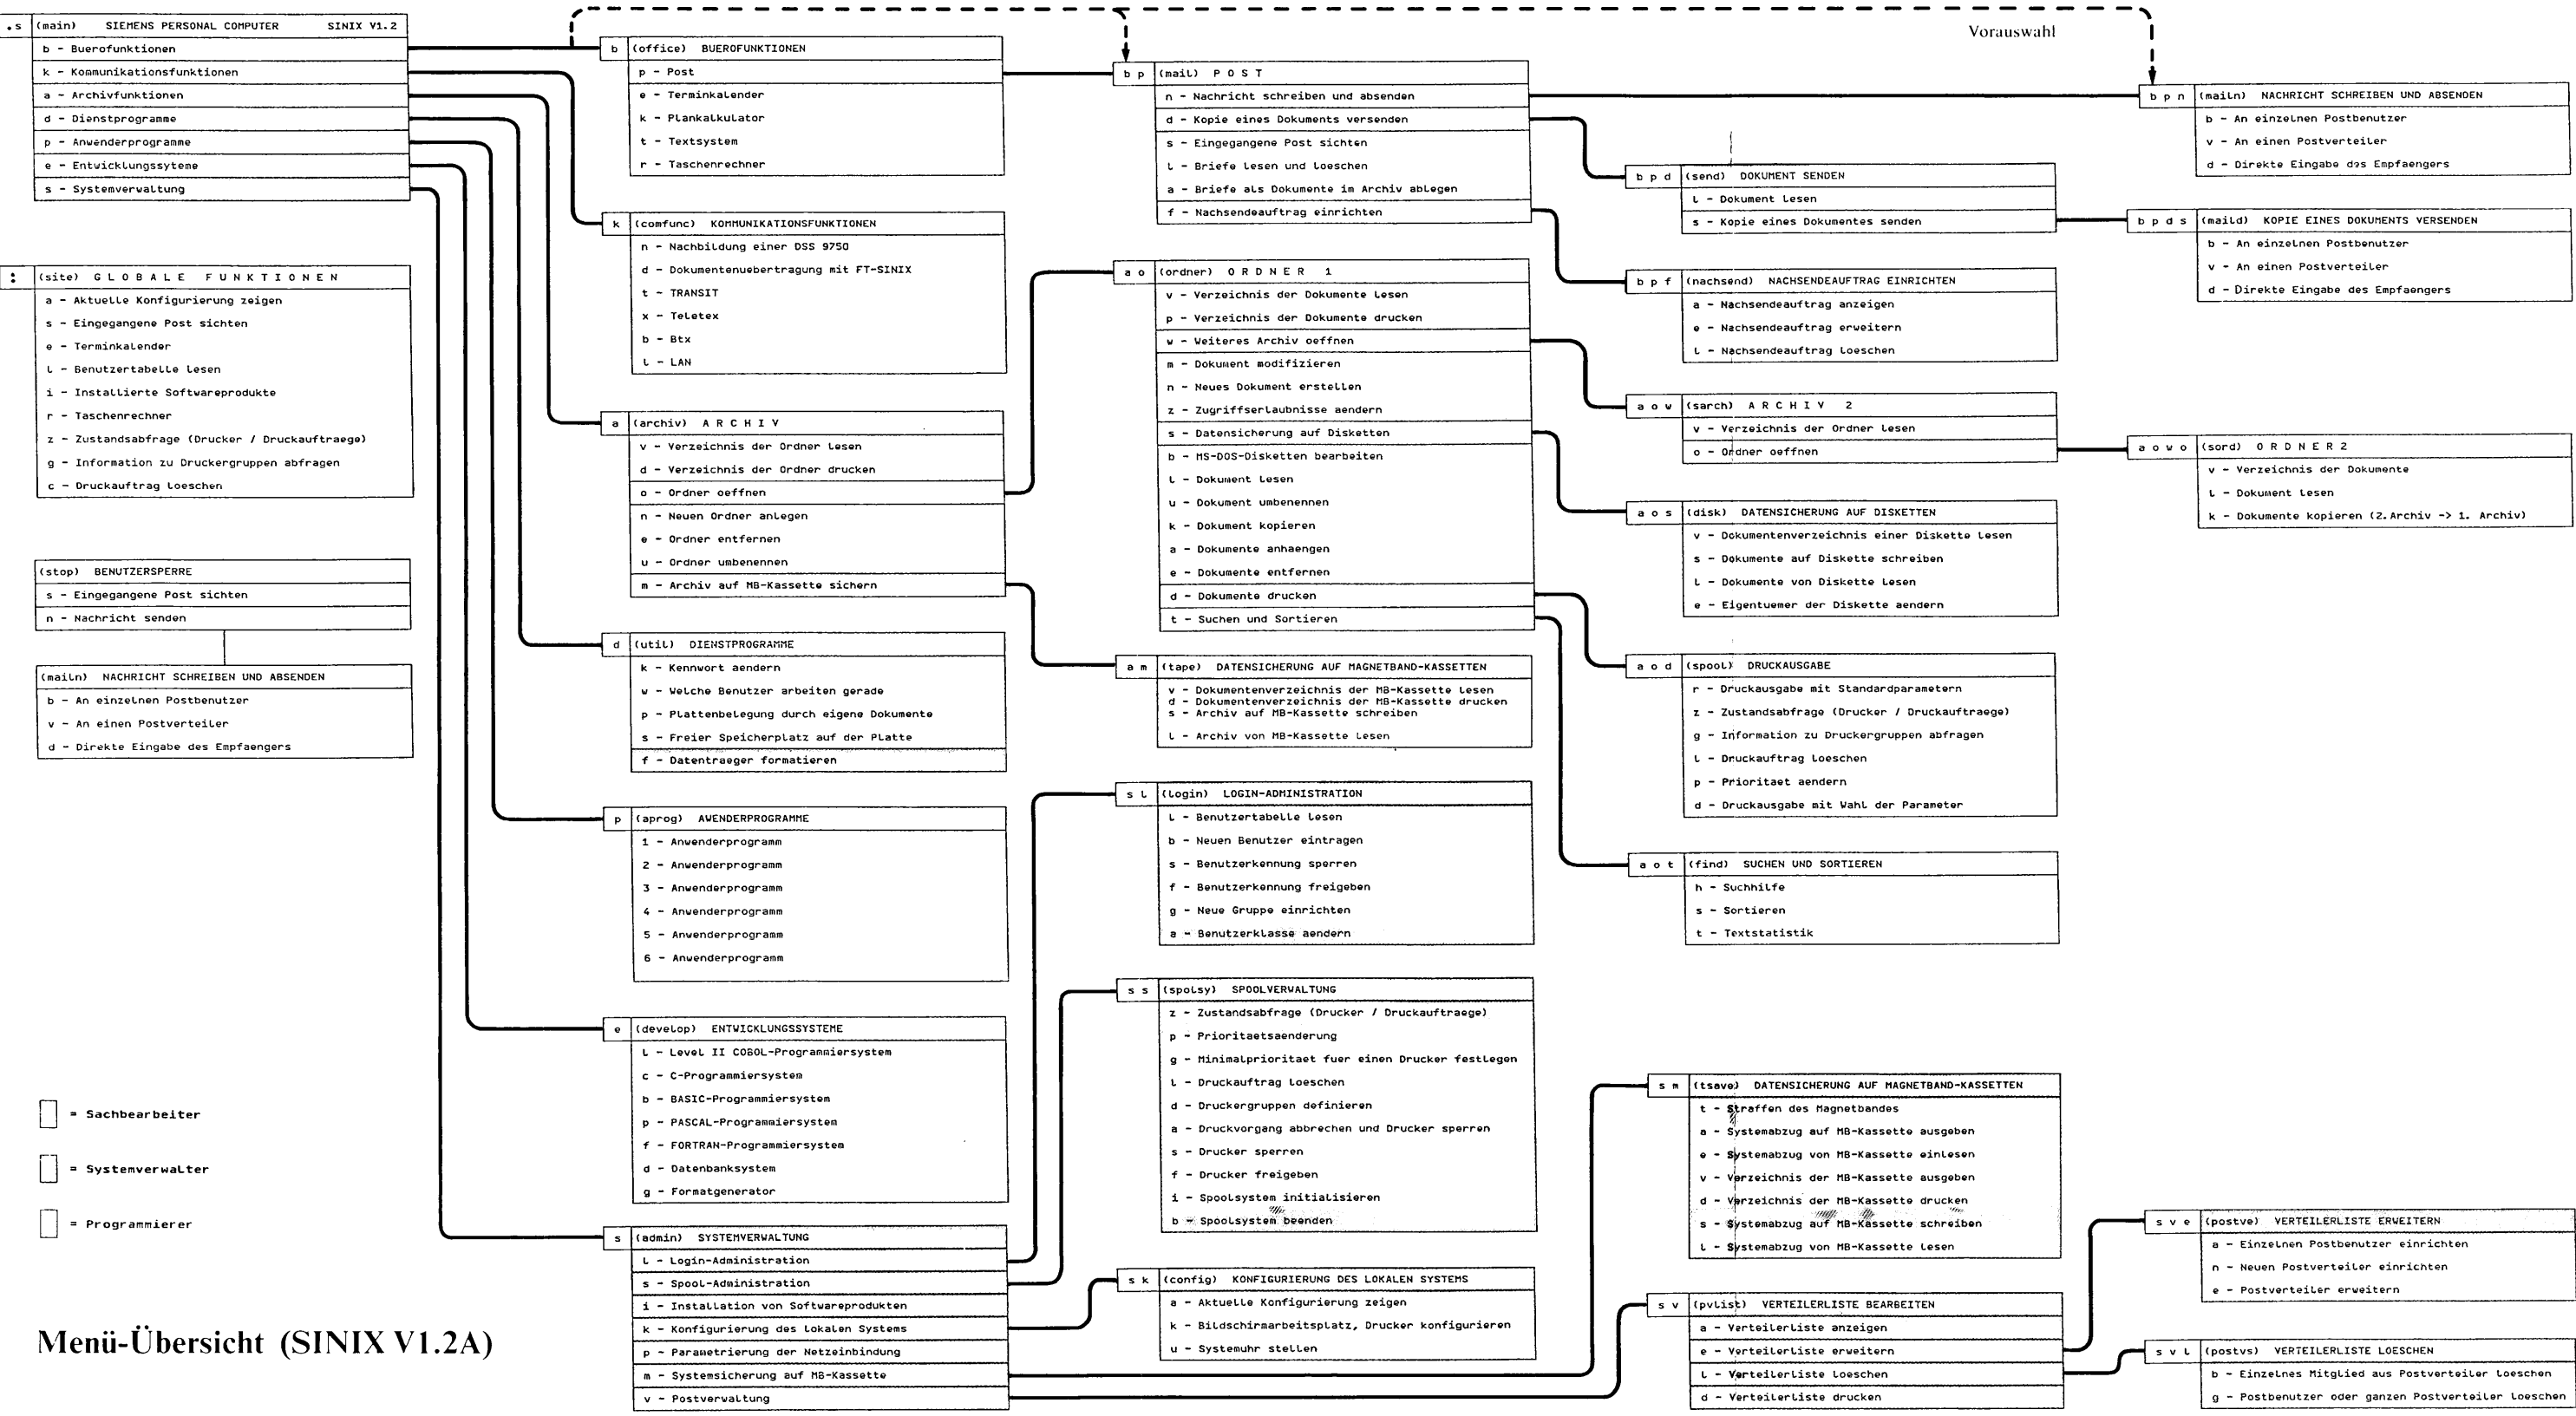 .s (main) SIEMENS PERSONAL COMPUTER SINIX V1.2
b - Buerofunktionen
k - Kommunikationsfunktionen
a - Archivfunktionen
d - Dienstprogramme
p - Anwenderprogramme
e - Entwicklungssyteme
s - Systemverwaltung
: (site) G L O B A L E F U N K T I O N E N
a - Aktuelle Konfigurierung zeigen
s - Eingegangene Post sichten
e - Terminkalender
l - Benutzertabelle lesen
i - Installierte Softwareprodukte
r - Taschenrechner
z - Zustandsabfrage (Drucker / Druckauftraege)
g - Information zu Druckergruppen abfragen
c - Druckauftrag loeschen
(stop) BENUTZERSPERRE
s - Eingegangene Post sichten
n - Nachricht senden
(mailn) NACHRICHT SCHREIBEN UND ABSENDEN
b - An einzelnen Postbenutzer
v - An einen Postverteiler
d - Direkte Eingabe des Empfaengers
= Sachbearbeiter
= Systemverwalter
= Programmierer
Menü-Übersicht (SINIX V1.2A)
b (office) BUEROFUNKTIONEN
p - Post
e - Terminkalender
k - Plankalkulator
t - Textsystem
r - Taschenrechner
k (comfunc) KOMMUNIKATIONSFUNKTIONEN
n - Nachbildung einer DSS 9750
d - Dokumentenuebertragung mit FT-SINIX
t - TRANSIT
x - Teletex
b - Btx
l - LAN
a (archiv) A R C H I V
v - Verzeichnis der Ordner lesen
d - Verzeichnis der Ordner drucken
o - Ordner oeffnen
n - Neuen Ordner anlegen
e - Ordner entfernen
u - Ordner umbenennen
m - Archiv auf MB-Kassette sichern
d (util) DIENSTPROGRAMME
k - Kennwort aendern
w - Welche Benutzer arbeiten gerade
p - Plattenbelegung durch eigene Dokumente
s - Freier Speicherplatz auf der Platte
f - Datentraeger formatieren
p (aprog) AWENDERPROGRAMME
1 - Anwenderprogramm
2 - Anwenderprogramm
3 - Anwenderprogramm
4 - Anwenderprogramm
5 - Anwenderprogramm
6 - Anwenderprogramm
e (develop) ENTWICKLUNGSSYSTEME
l - Level II COBOL-Programmiersystem
c - C-Programmiersystem
b - BASIC-Programmiersystem
p - PASCAL-Programmiersystem
f - FORTRAN-Programmiersystem
d - Datenbanksystem
g - Formatgenerator
s (admin) SYSTEMVERWALTUNG
l - Login-Administration
s - Spool-Administration
i - Installation von Softwareprodukten
k - Konfigurierung des lokalen Systems
p - Parametrierung der Netzeinbindung
m - Systemsicherung auf MB-Kassette
v - Postverwaltung
b p (mail) P O S T
n - Nachricht schreiben und absenden
d - Kopie eines Dokuments versenden
s - Eingegangene Post sichten
l - Briefe lesen und loeschen
a - Briefe als Dokumente im Archiv ablegen
f - Nachsendeauftrag einrichten
a o (ordner) O R D N E R 1
v - Verzeichnis der Dokumente lesen
p - Verzeichnis der Dokumente drucken
w - Weiteres Archiv oeffnen
m - Dokument modifizieren
n - Neues Dokument erstellen
z - Zugriffserlaubnisse aendern
s - Datensicherung auf Disketten
b - MS-DOS-Disketten bearbeiten
l - Dokument lesen
u - Dokument umbenennen
k - Dokument kopieren
a - Dokumente anhaengen
e - Dokumente entfernen
d - Dokumente drucken
t - Suchen und Sortieren
a m (tape) DATENSICHERUNG AUF MAGNETBAND-KASSETTEN
v - Dokumentenverzeichnis der MB-Kassette lesen
d - Dokumentenverzeichnis der MB-Kassette drucken
s - Archiv auf MB-Kassette schreiben
l - Archiv von MB-Kassette lesen
s l (login) LOGIN-ADMINISTRATION
l - Benutzertabelle lesen
b - Neuen Benutzer eintragen
s - Benutzerkennung sperren
f - Benutzerkennung freigeben
g - Neue Gruppe einrichten
a - Benutzerklasse aendern
s s (spolsy) SPOOLVERWALTUNG
z - Zustandsabfrage (Drucker / Druckauftraege)
p - Prioritaetsaenderung
g - Minimalprioritaet fuer einen Drucker festlegen
l - Druckauftrag loeschen
d - Druckergruppen definieren
a - Druckvorgang abbrechen und Drucker sperren
s - Drucker sperren
f - Drucker freigeben
i - Spoolsystem initialisieren
b - Spoolsystem beenden
s k (config) KONFIGURIERUNG DES LOKALEN SYSTEMS
a - Aktuelle Konfigurierung zeigen
k - Bildschirmarbeitsplatz, Drucker konfigurieren
u - Systemuhr stellen
b p d (send) DOKUMENT SENDEN
l - Dokument lesen
s - Kopie eines Dokumentes senden
b p f (nachsend) NACHSENDEAUFTRAG EINRICHTEN
a - Nachsendeauftrag anzeigen
e - Nachsendeauftrag erweitern
l - Nachsendeauftrag loeschen
a o w (sarch) A R C H I V 2
v - Verzeichnis der Ordner lesen
o - Ordner oeffnen
a o s (disk) DATENSICHERUNG AUF DISKETTEN
v - Dokumentenverzeichnis einer Diskette lesen
s - Dokumente auf Diskette schreiben
l - Dokumente von Diskette lesen
e - Eigentuemer der Diskette aendern
a o d (spool) DRUCKAUSGABE
r - Druckausgabe mit Standardparametern
z - Zustandsabfrage (Drucker / Druckauftraege)
g - Information zu Druckergruppen abfragen
l - Druckauftrag loeschen
p - Prioritaet aendern
d - Druckausgabe mit Wahl der Parameter
a o t (find) SUCHEN UND SORTIEREN
h - Suchhilfe
s - Sortieren
t - Textstatistik
s m (tsave) DATENSICHERUNG AUF MAGNETBAND-KASSETTEN
t - Straffen des Magnetbandes
a - Systemabzug auf MB-Kassette ausgeben
e - Systemabzug von MB-Kassette einlesen
v - Verzeichnis der MB-Kassette ausgeben
d - Verzeichnis der MB-Kassette drucken
s - Systemabzug auf MB-Kassette schreiben
l - Systemabzug von MB-Kassette lesen
s v (pvlist) VERTEILERLISTE BEARBEITEN
a - Verteilerliste anzeigen
e - Verteilerliste erweitern
l - Verteilerliste loeschen
d - Verteilerliste drucken
Vorauswahl
b p n (mailn) NACHRICHT SCHREIBEN UND ABSENDEN
b - An einzelnen Postbenutzer
v - An einen Postverteiler
d - Direkte Eingabe des Empfaengers
b p d s (maild) KOPIE EINES DOKUMENTS VERSENDEN
b - An einzelnen Postbenutzer
v - An einen Postverteiler
d - Direkte Eingabe des Empfaengers
a o w o (sord) O R D N E R 2
v - Verzeichnis der Dokumente
l - Dokument lesen
k - Dokumente kopieren (2.Archiv -> 1. Archiv)
s v e (postve) VERTEILERLISTE ERWEITERN
a - Einzelnen Postbenutzer einrichten
n - Neuen Postverteiler einrichten
e - Postverteiler erweitern
s v l (postvs) VERTEILERLISTE LOESCHEN
b - Einzelnes Mitglied aus Postverteiler loeschen
g - Postbenutzer oder ganzen Postverteiler loeschen